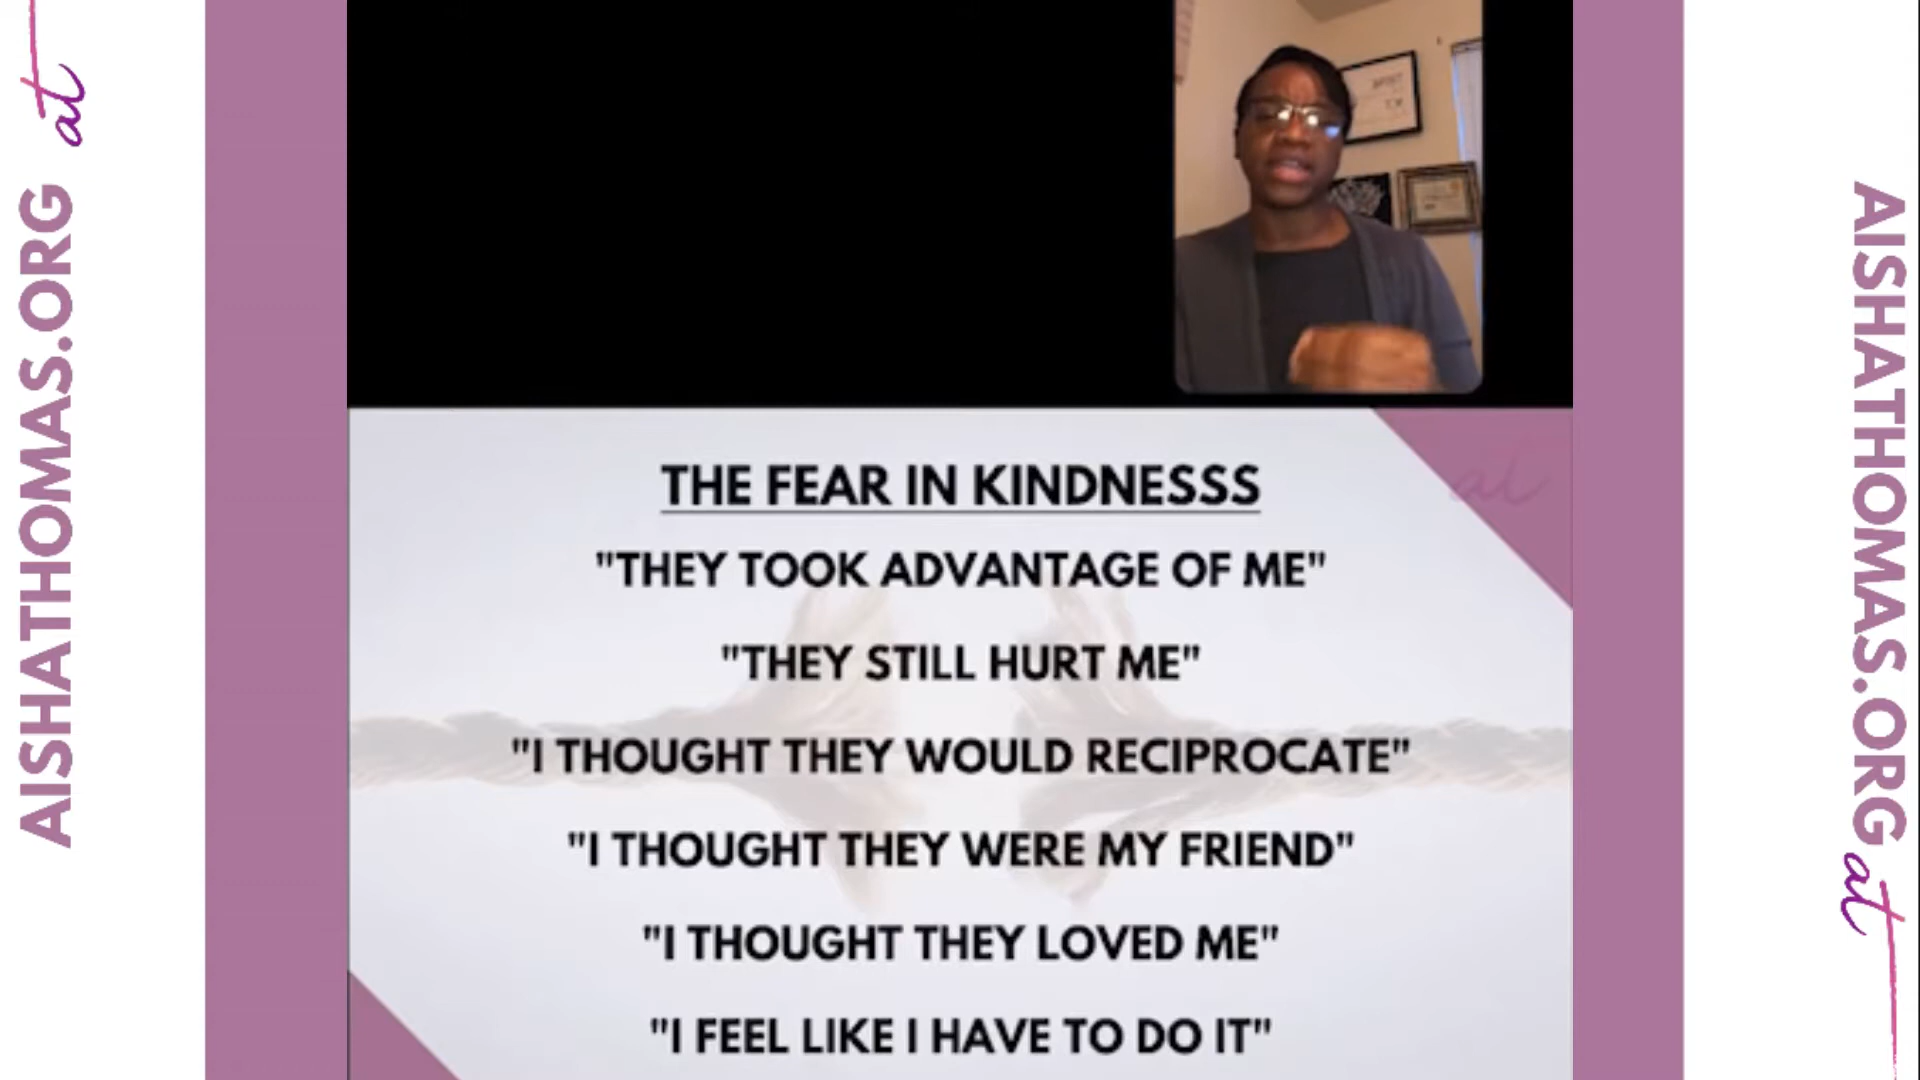 at
AISHATHOMAS.ORG
THE FEAR IN KINDNESSS
"THEY TOOK ADVANTAGE OF ME"
"THEY STILL HURT ME"
"I THOUGHT THEY WOULD RECIPROCATE"
"I THOUGHT THEY WERE MY FRIEND"
"I THOUGHT THEY LOVED ME"
"I FEEL LIKE I HAVE TO DO IT"
at
AISHATHOMAS.ORG
at